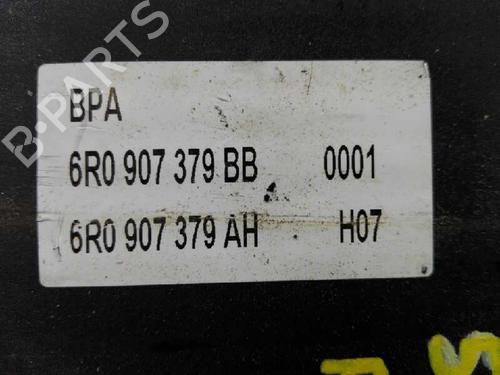 BPA
6R0 907 379 BB 0001
6R0 907 379 AH H07
B-PARTS